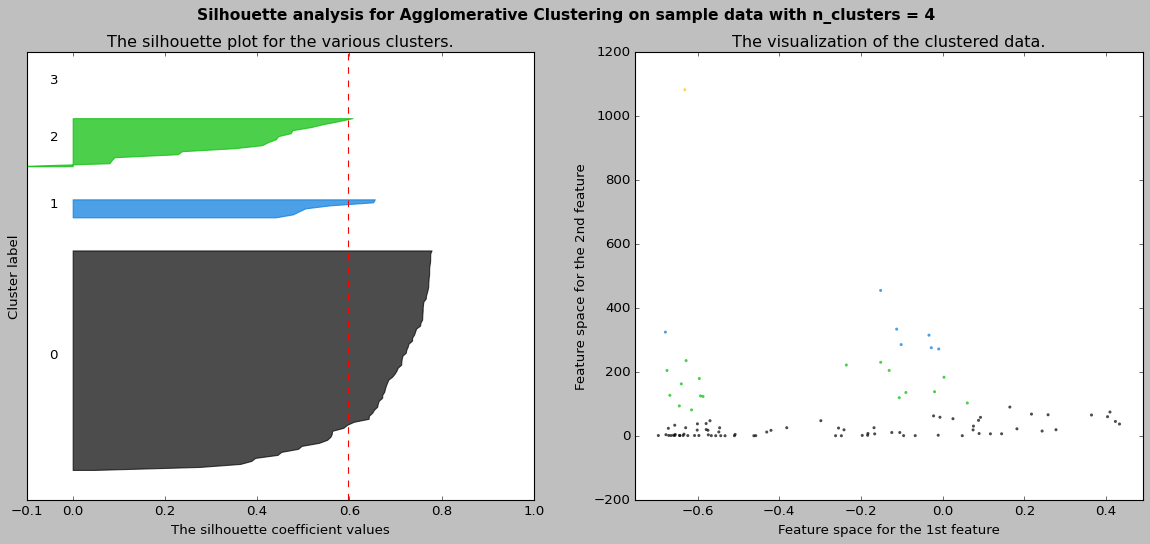 Silhouette analysis for Agglomerative Clustering on sample data with n_clusters = 4
The silhouette plot for the various clusters.
3
2
1
0
Cluster label
−0.1 0.0 0.2 0.4 0.6 0.8 1.0
The silhouette coefficient values
The visualization of the clustered data.
1200
1000
800
600
400
200
0
−200
Feature space for the 2nd feature
−0.6 −0.4 −0.2 0.0 0.2 0.4
Feature space for the 1st feature